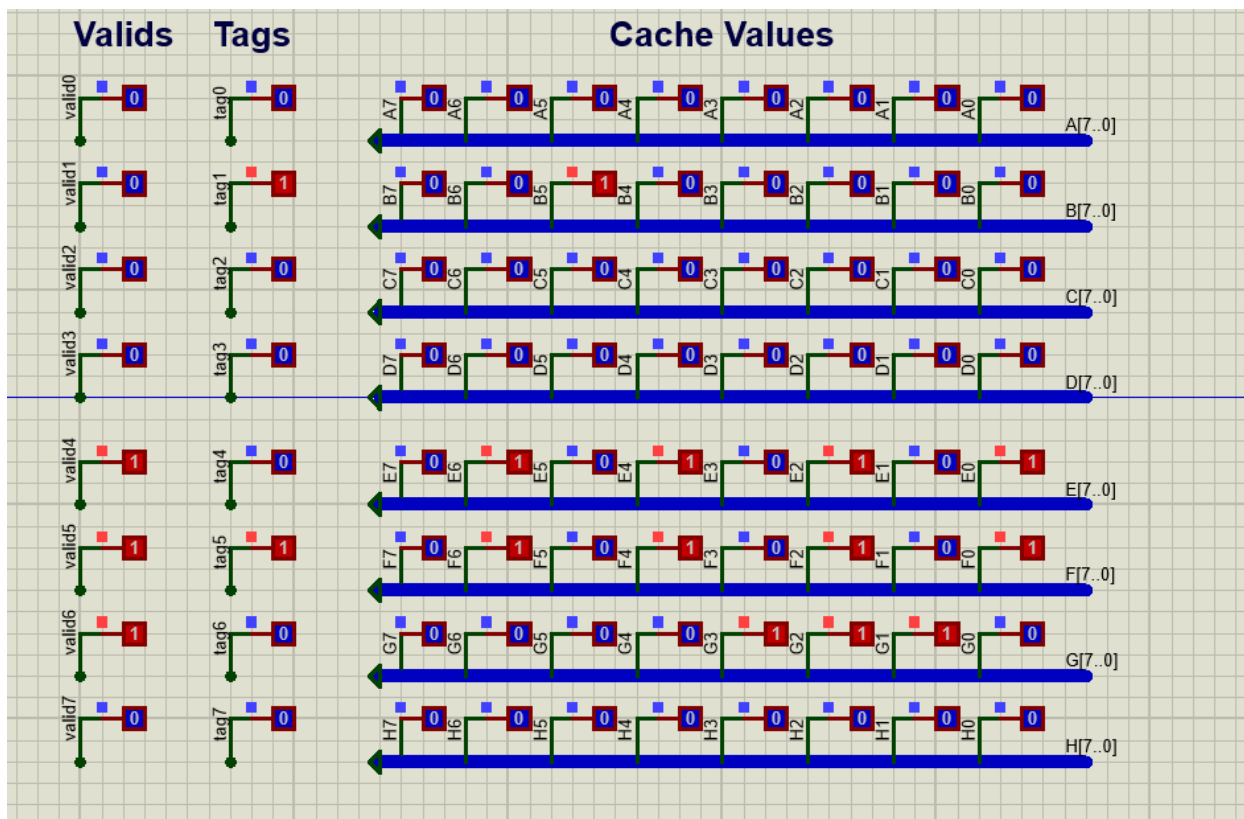 Valids Tags Cache Values
valid0 0 tag0 0 A7 0 A6 0 A5 0 A4 0 A3 0 A2 0 A1 0 A0 0 A[7..0]
valid1 0 tag1 1 B7 0 B6 0 B5 1 B4 0 B3 0 B2 0 B1 0 B0 0 B[7..0]
valid2 0 tag2 0 C7 0 C6 0 C5 0 C4 0 C3 0 C2 0 C1 0 C0 0 C[7..0]
valid3 0 tag3 0 D7 0 D6 0 D5 0 D4 0 D3 0 D2 0 D1 0 D0 0 D[7..0]
valid4 1 tag4 0 E7 0 E6 1 E5 0 E4 1 E3 0 E2 1 E1 0 E0 1 E[7..0]
valid5 1 tag5 1 F7 0 F6 1 F5 0 F4 1 F3 0 F2 1 F1 0 F0 1 F[7..0]
valid6 1 tag6 0 G7 0 G6 0 G5 0 G4 0 G3 1 G2 1 G1 1 G0 0 G[7..0]
valid7 0 tag7 0 H7 0 H6 0 H5 0 H4 0 H3 0 H2 0 H1 0 H0 0 H[7..0]